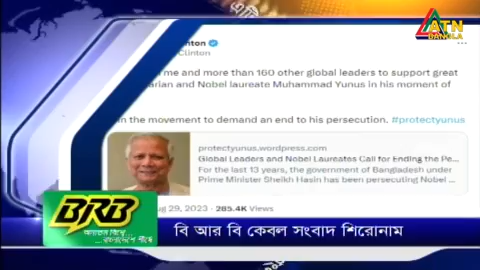 ATN
BANGLA
nton
Clinton
me and more than 160 other global leaders to support great
arian and Nobel laureate Muhammad Yunus in his moment of
in the movement to demand an end to his persecution. #protectyunus
protectyunus.wordpress.com
Global Leaders and Nobel Laureates Call for Ending the Pe...
For the last 13 years, the government of Bangladesh under
Prime Minister Sheikh Hasin has been persecuting Nobel ...
29, 2023 · 285.4K Views
BRB
বি আর বি কেবল সংবাদ শিরোনাম